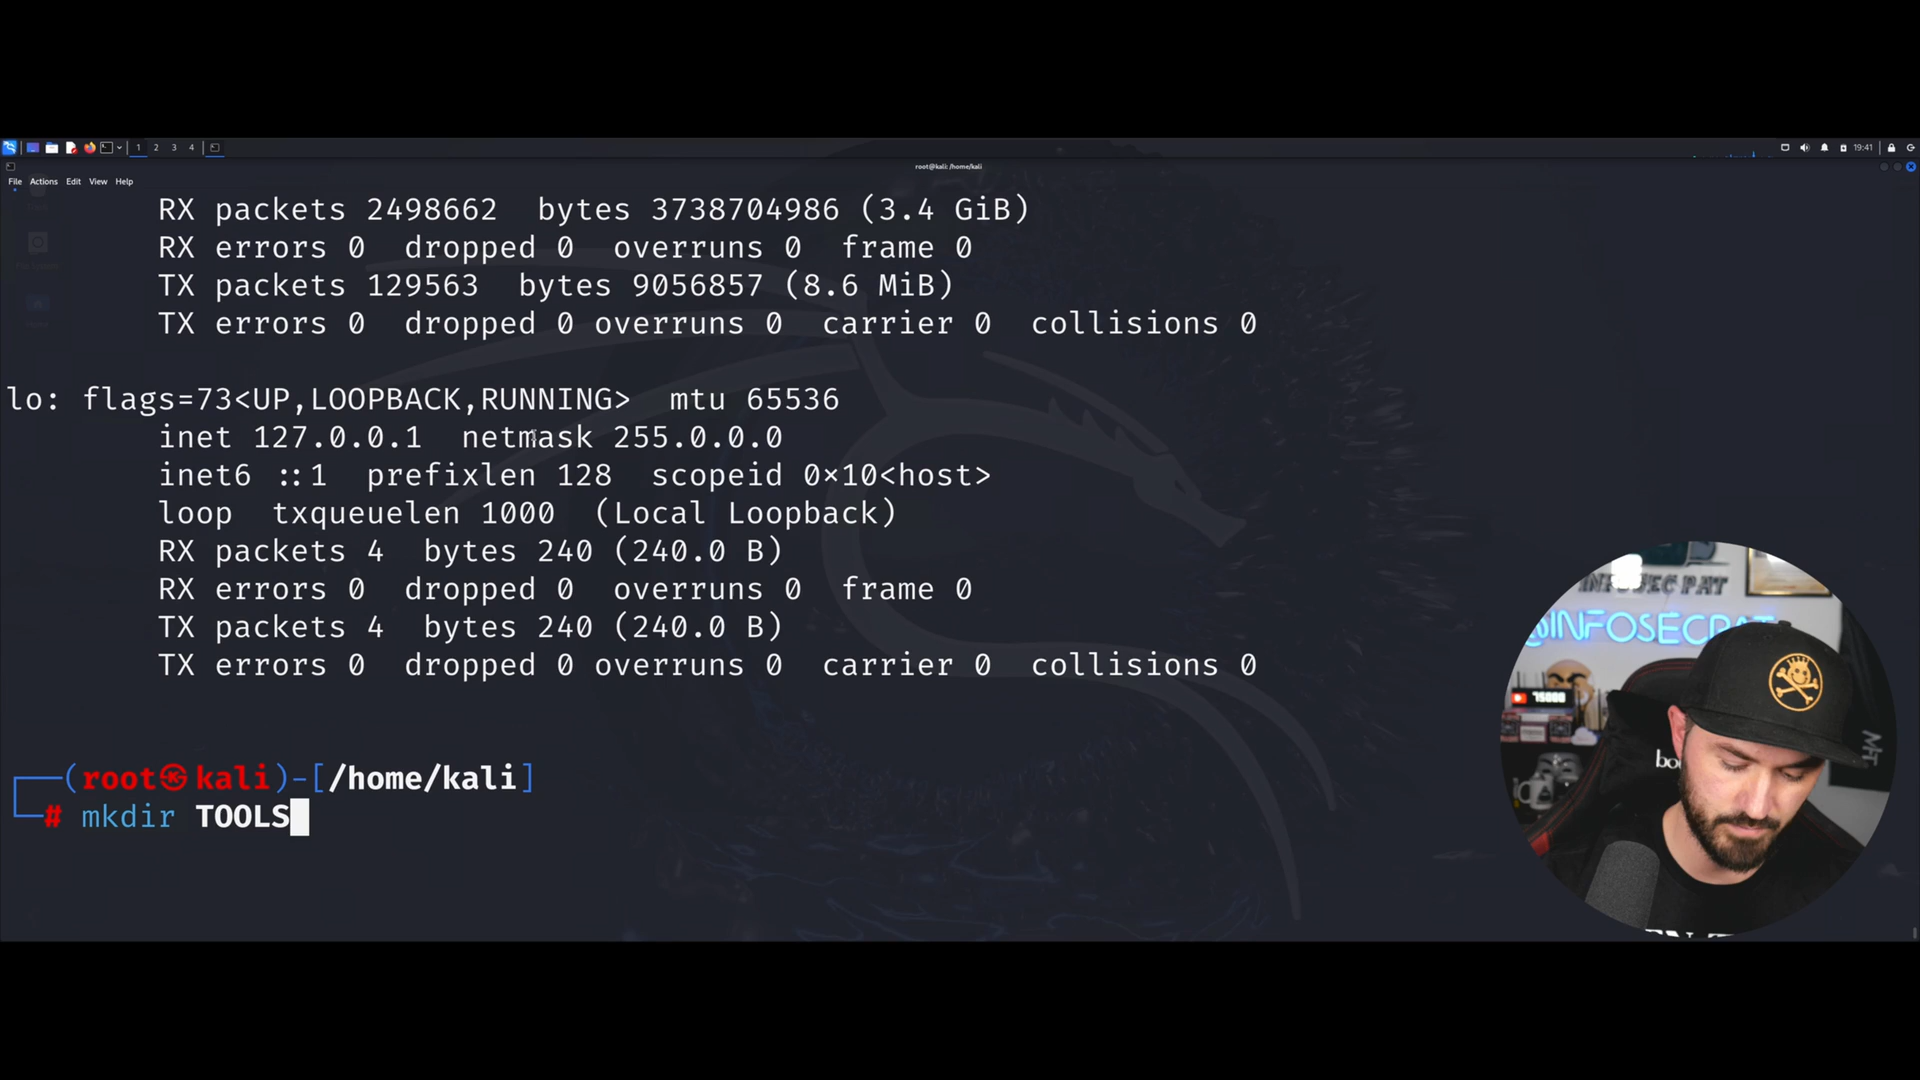 1 2 3 4
19:41
root@kali: /home/kali
File Actions Edit View Help
RX packets 2498662 bytes 3738704986 (3.4 GiB)
RX errors 0 dropped 0 overruns 0 frame 0
TX packets 129563 bytes 9056857 (8.6 MiB)
TX errors 0 dropped 0 overruns 0 carrier 0 collisions 0
lo: flags=73<UP,LOOPBACK,RUNNING> mtu 65536
inet 127.0.0.1 netmask 255.0.0.0
inet6 ::1 prefixlen 128 scopeid 0×10<host>
loop txqueuelen 1000 (Local Loopback)
RX packets 4 bytes 240 (240.0 B)
RX errors 0 dropped 0 overruns 0 frame 0
TX packets 4 bytes 240 (240.0 B)
TX errors 0 dropped 0 overruns 0 carrier 0 collisions 0
┌──(root㉿kali)-[/home/kali]
└─# mkdir TOOLS
INFOSEC PAT
@INFOSECPAT
75000